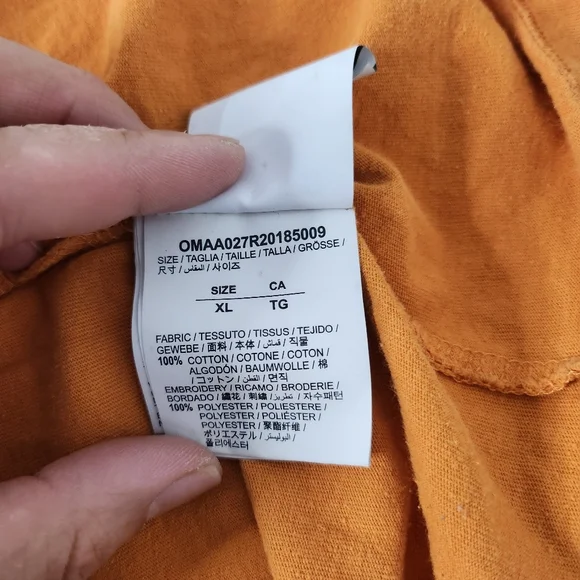 OMAA027R20185009
SIZE / TAGLIA / TAILLE / TALLA / GRÖSSE /
尺寸 / المقاس / 사이즈
SIZE CA
XL TG
FABRIC / TESSUTO / TISSUS / TEJIDO /
GEWEBE / 面料 / 本体 / قماش / 직물
100% COTTON / COTONE / COTON /
ALGODÓN / BAUMWOLLE / 棉
/ コットン / القطن / 면직
EMBROIDERY / RICAMO / BRODERIE /
BORDADO / 繡花 / 刺繍 / تطريز / 자수패턴
100% POLYESTER / POLIESTERE /
POLYESTER / POLIÉSTER /
POLYESTER / 聚酯纤维 /
ポリエステル / البوليستر /
폴리에스터